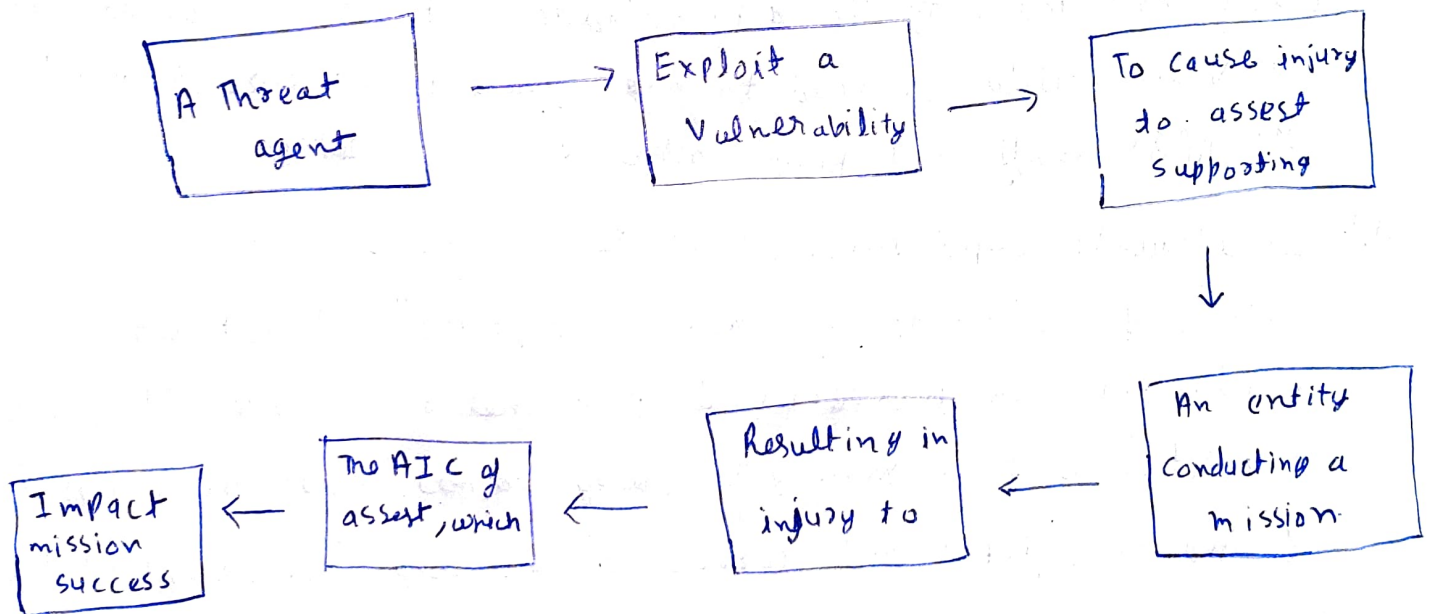 A Threat
agent
Exploit a
Vulnerability
To cause injury
to assest
supporting
An entity
conducting a
mission.
Resulting in
injury to
The AIC of
assest, which
Impact
mission
success